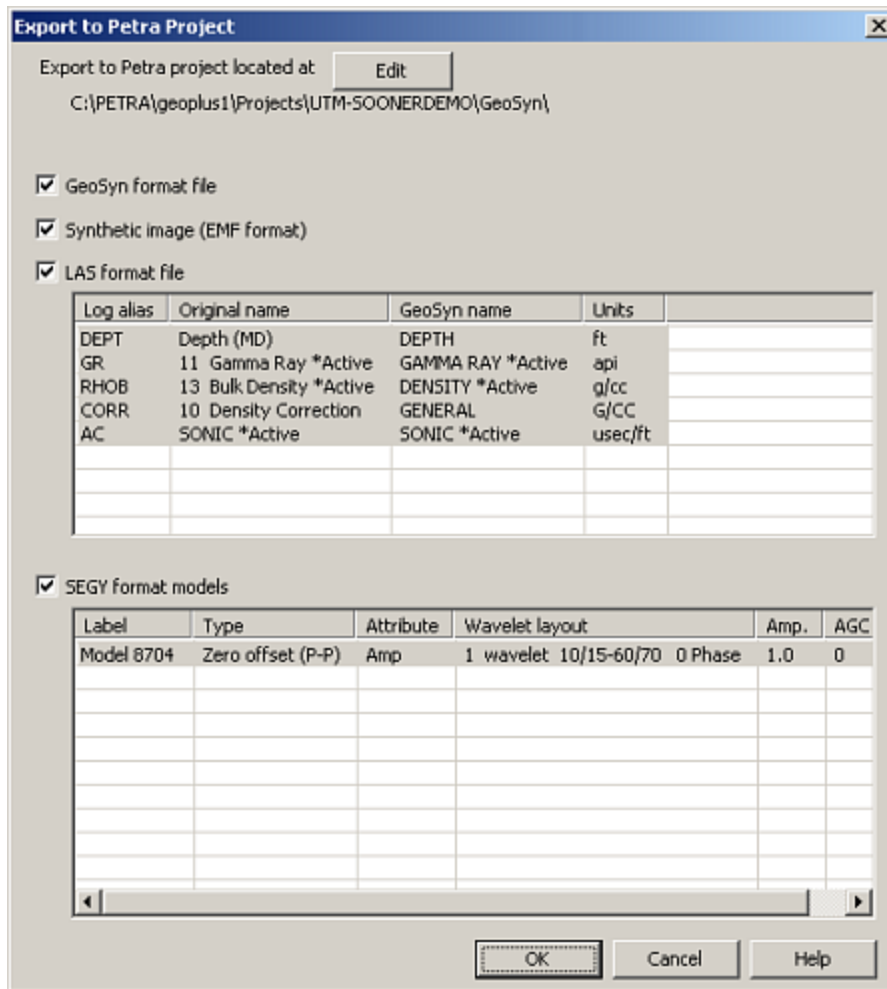 Export to Petra Project
Export to Petra project located at Edit
C:\PETRA\geoplus1\Projects\UTM-SOONERDEMO\GeoSyn\
GeoSyn format file
Synthetic image (EMF format)
LAS format file
Log alias Original name GeoSyn name Units
DEPT Depth (MD) DEPTH ft
GR 11 Gamma Ray *Active GAMMA RAY *Active api
RHOB 13 Bulk Density *Active DENSITY *Active g/cc
CORR 10 Density Correction GENERAL G/CC
AC SONIC *Active SONIC *Active usec/ft
SEGY format models
Label Type Attribute Wavelet layout Amp. AGC
Model 8704 Zero offset (P-P) Amp 1 wavelet 10/15-60/70 0 Phase 1.0 0
OK Cancel Help